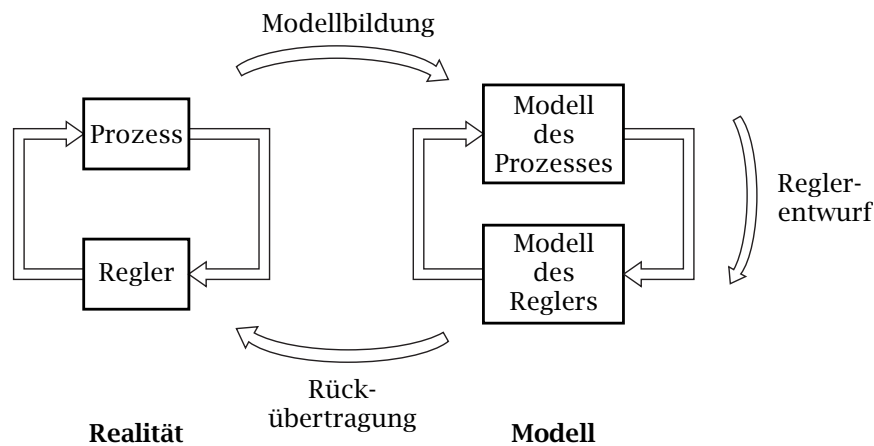 Modellbildung
Prozess
Modell
des
Prozesses
Regler-
entwurf
Regler
Modell
des
Reglers
Rück-
übertragung
Realität
Modell